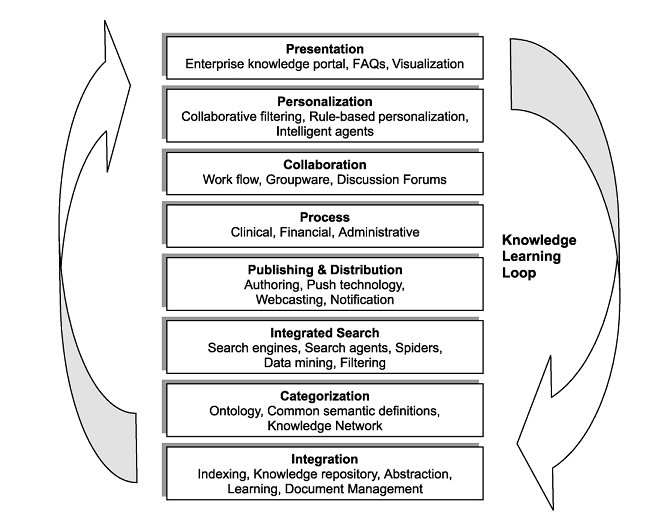 Presentation
Enterprise knowledge portal, FAQs, Visualization
Personalization
Collaborative filtering, Rule-based personalization,
Intelligent agents
Collaboration
Work flow, Groupware, Discussion Forums
Process
Clinical, Financial, Administrative
Publishing & Distribution
Authoring, Push technology,
Webcasting, Notification
Integrated Search
Search engines, Search agents, Spiders,
Data mining, Filtering
Categorization
Ontology, Common semantic definitions,
Knowledge Network
Integration
Indexing, Knowledge repository, Abstraction,
Learning, Document Management
Knowledge
Learning
Loop